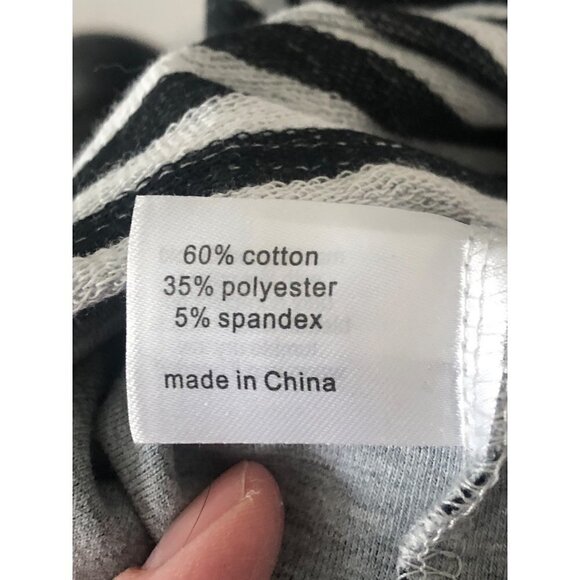 60% cotton
35% polyester
5% spandex
made in China